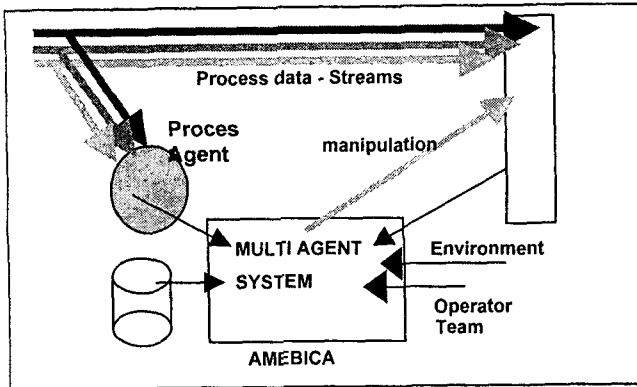 Process data - Streams
Proces
Agent
manipulation
MULTI AGENT
SYSTEM
Environment
Operator
Team
AMEBICA